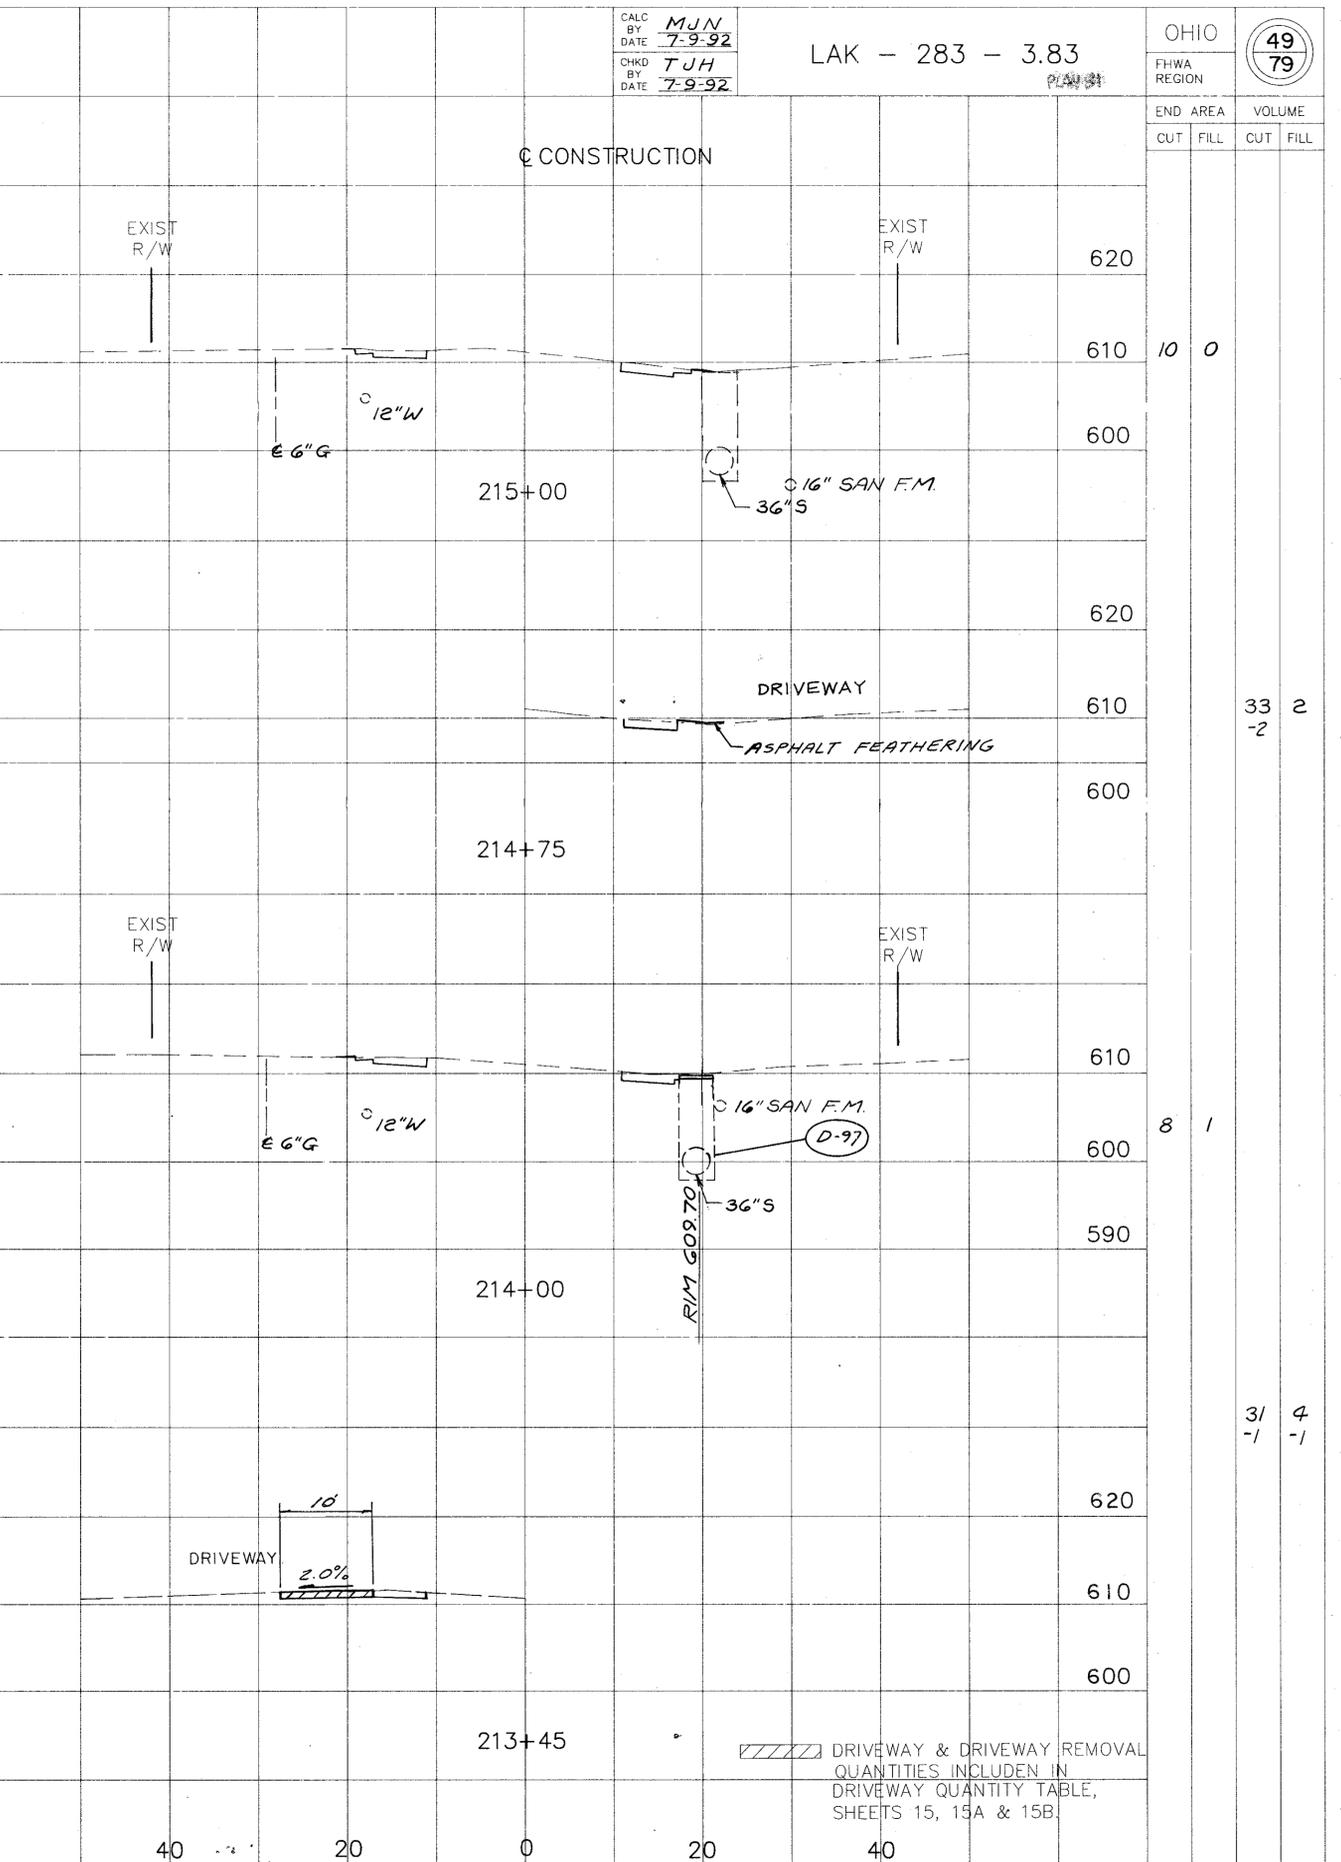 CALC BY DATE MJN 7-9-92
CHKD BY DATE TJH 7-9-92
LAK - 283 - 3.83
OHIO
FHWA REGION
49
79
END AREA VOLUME
CUT FILL CUT FILL
℄ CONSTRUCTION
EXIST R/W
EXIST R/W
620
610
10 0
12"W
℄ 6"G
600
215+00
16" SAN F.M.
36"S
620
DRIVEWAY
610
33 2
-2
ASPHALT FEATHERING
600
214+75
EXIST R/W
EXIST R/W
610
16" SAN F.M.
12"W
8 1
D-97
℄ 6"G
600
36"S
RIM 609.70
590
214+00
31 4
-1 -1
10'
620
DRIVEWAY
2.0%
610
600
213+45
DRIVEWAY & DRIVEWAY REMOVAL
QUANTITIES INCLUDEN IN
DRIVEWAY QUANTITY TABLE,
SHEETS 15, 15A & 15B.
40 20 0 20 40